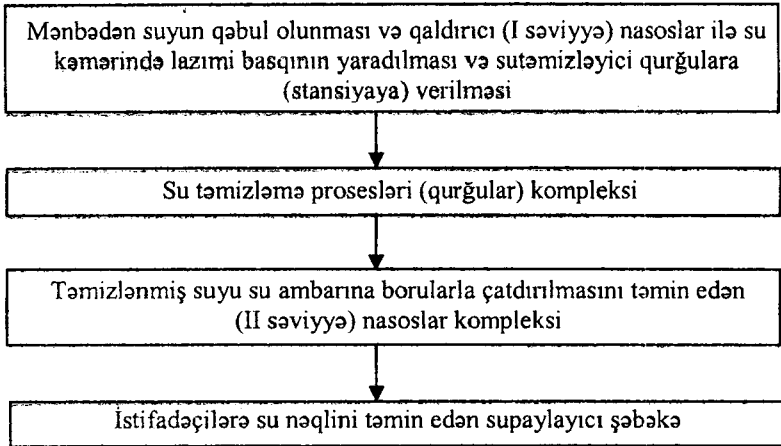 Mənbədən suyun qəbul olunması və qaldırıcı (I səviyyə) nasoslar ilə su
kəmərində lazımi basqının yaradılması və sutəmizləyici qurğulara
(stansiyaya) verilməsi
Su təmizləmə prosesləri (qurğular) kompleksi
Təmizlənmiş suyu su ambarına borularla çatdırılmasını təmin edən
(II səviyyə) nasoslar kompleksi
İstifadəçilərə su nəqlini təmin edən supaylayıcı şəbəkə